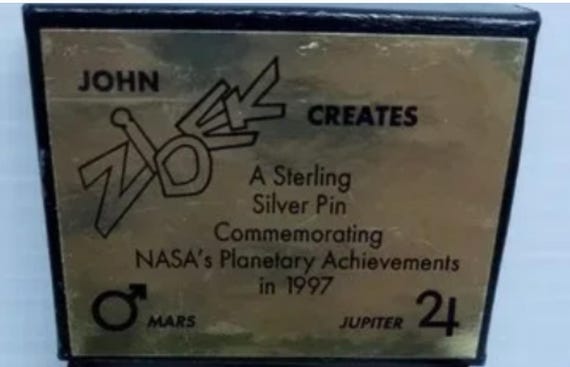 JOHN
ZIDEK
CREATES
A Sterling
Silver Pin
Commemorating
NASA's Planetary Achievements
in 1997
♂ MARS
JUPITER ♃